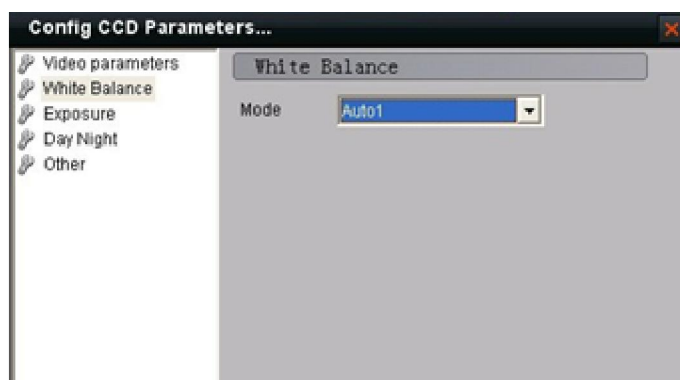 Config CCD Parameters...
Video parameters
White Balance
Exposure
Day Night
Other
White Balance
Mode
Auto1